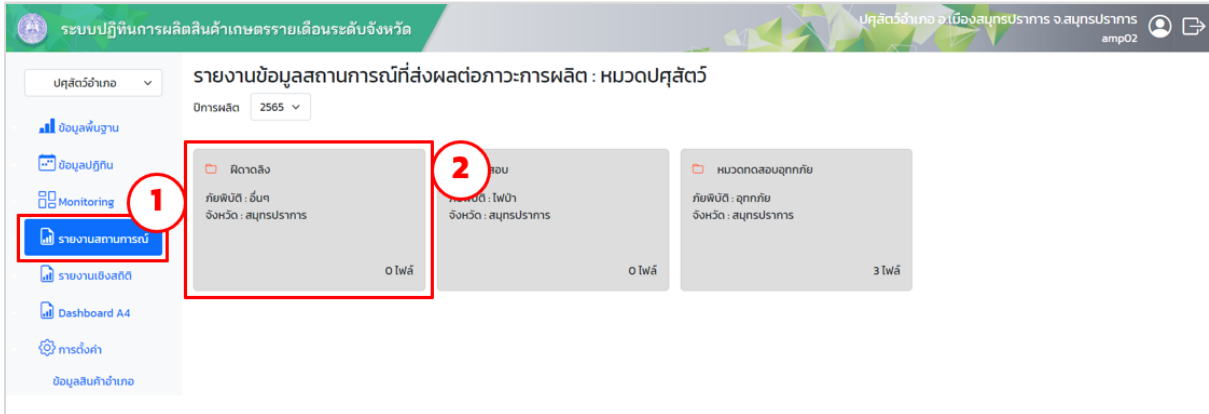 ระบบปฏิทินการผลิตสินค้าเกษตรรายเดือนระดับจังหวัด
ปศุสัตว์อำเภอ อ.เมืองสมุทรปราการ จ.สมุทรปราการ
amp02
ปศุสัตว์อำเภอ
ข้อมูลพื้นฐาน
ข้อมูลปฏิทิน
Monitoring
1
รายงานสถานการณ์
รายงานเชิงสถิติ
Dashboard A4
การตั้งค่า
ข้อมูลสินค้าอำเภอ
รายงานข้อมูลสถานการณ์ที่ส่งผลต่อภาวะการผลิต : หมวดปศุสัตว์
ปีการผลิต 2565
ฝีดาดลิง
ภัยพิบัติ : อื่นๆ
จังหวัด : สมุทรปราการ
0 ไฟล์
2
สอบ
: ไฟป่า
จังหวัด : สมุทรปราการ
0 ไฟล์
หมวดทดสอบอุทกภัย
ภัยพิบัติ : อุทกภัย
จังหวัด : สมุทรปราการ
3 ไฟล์